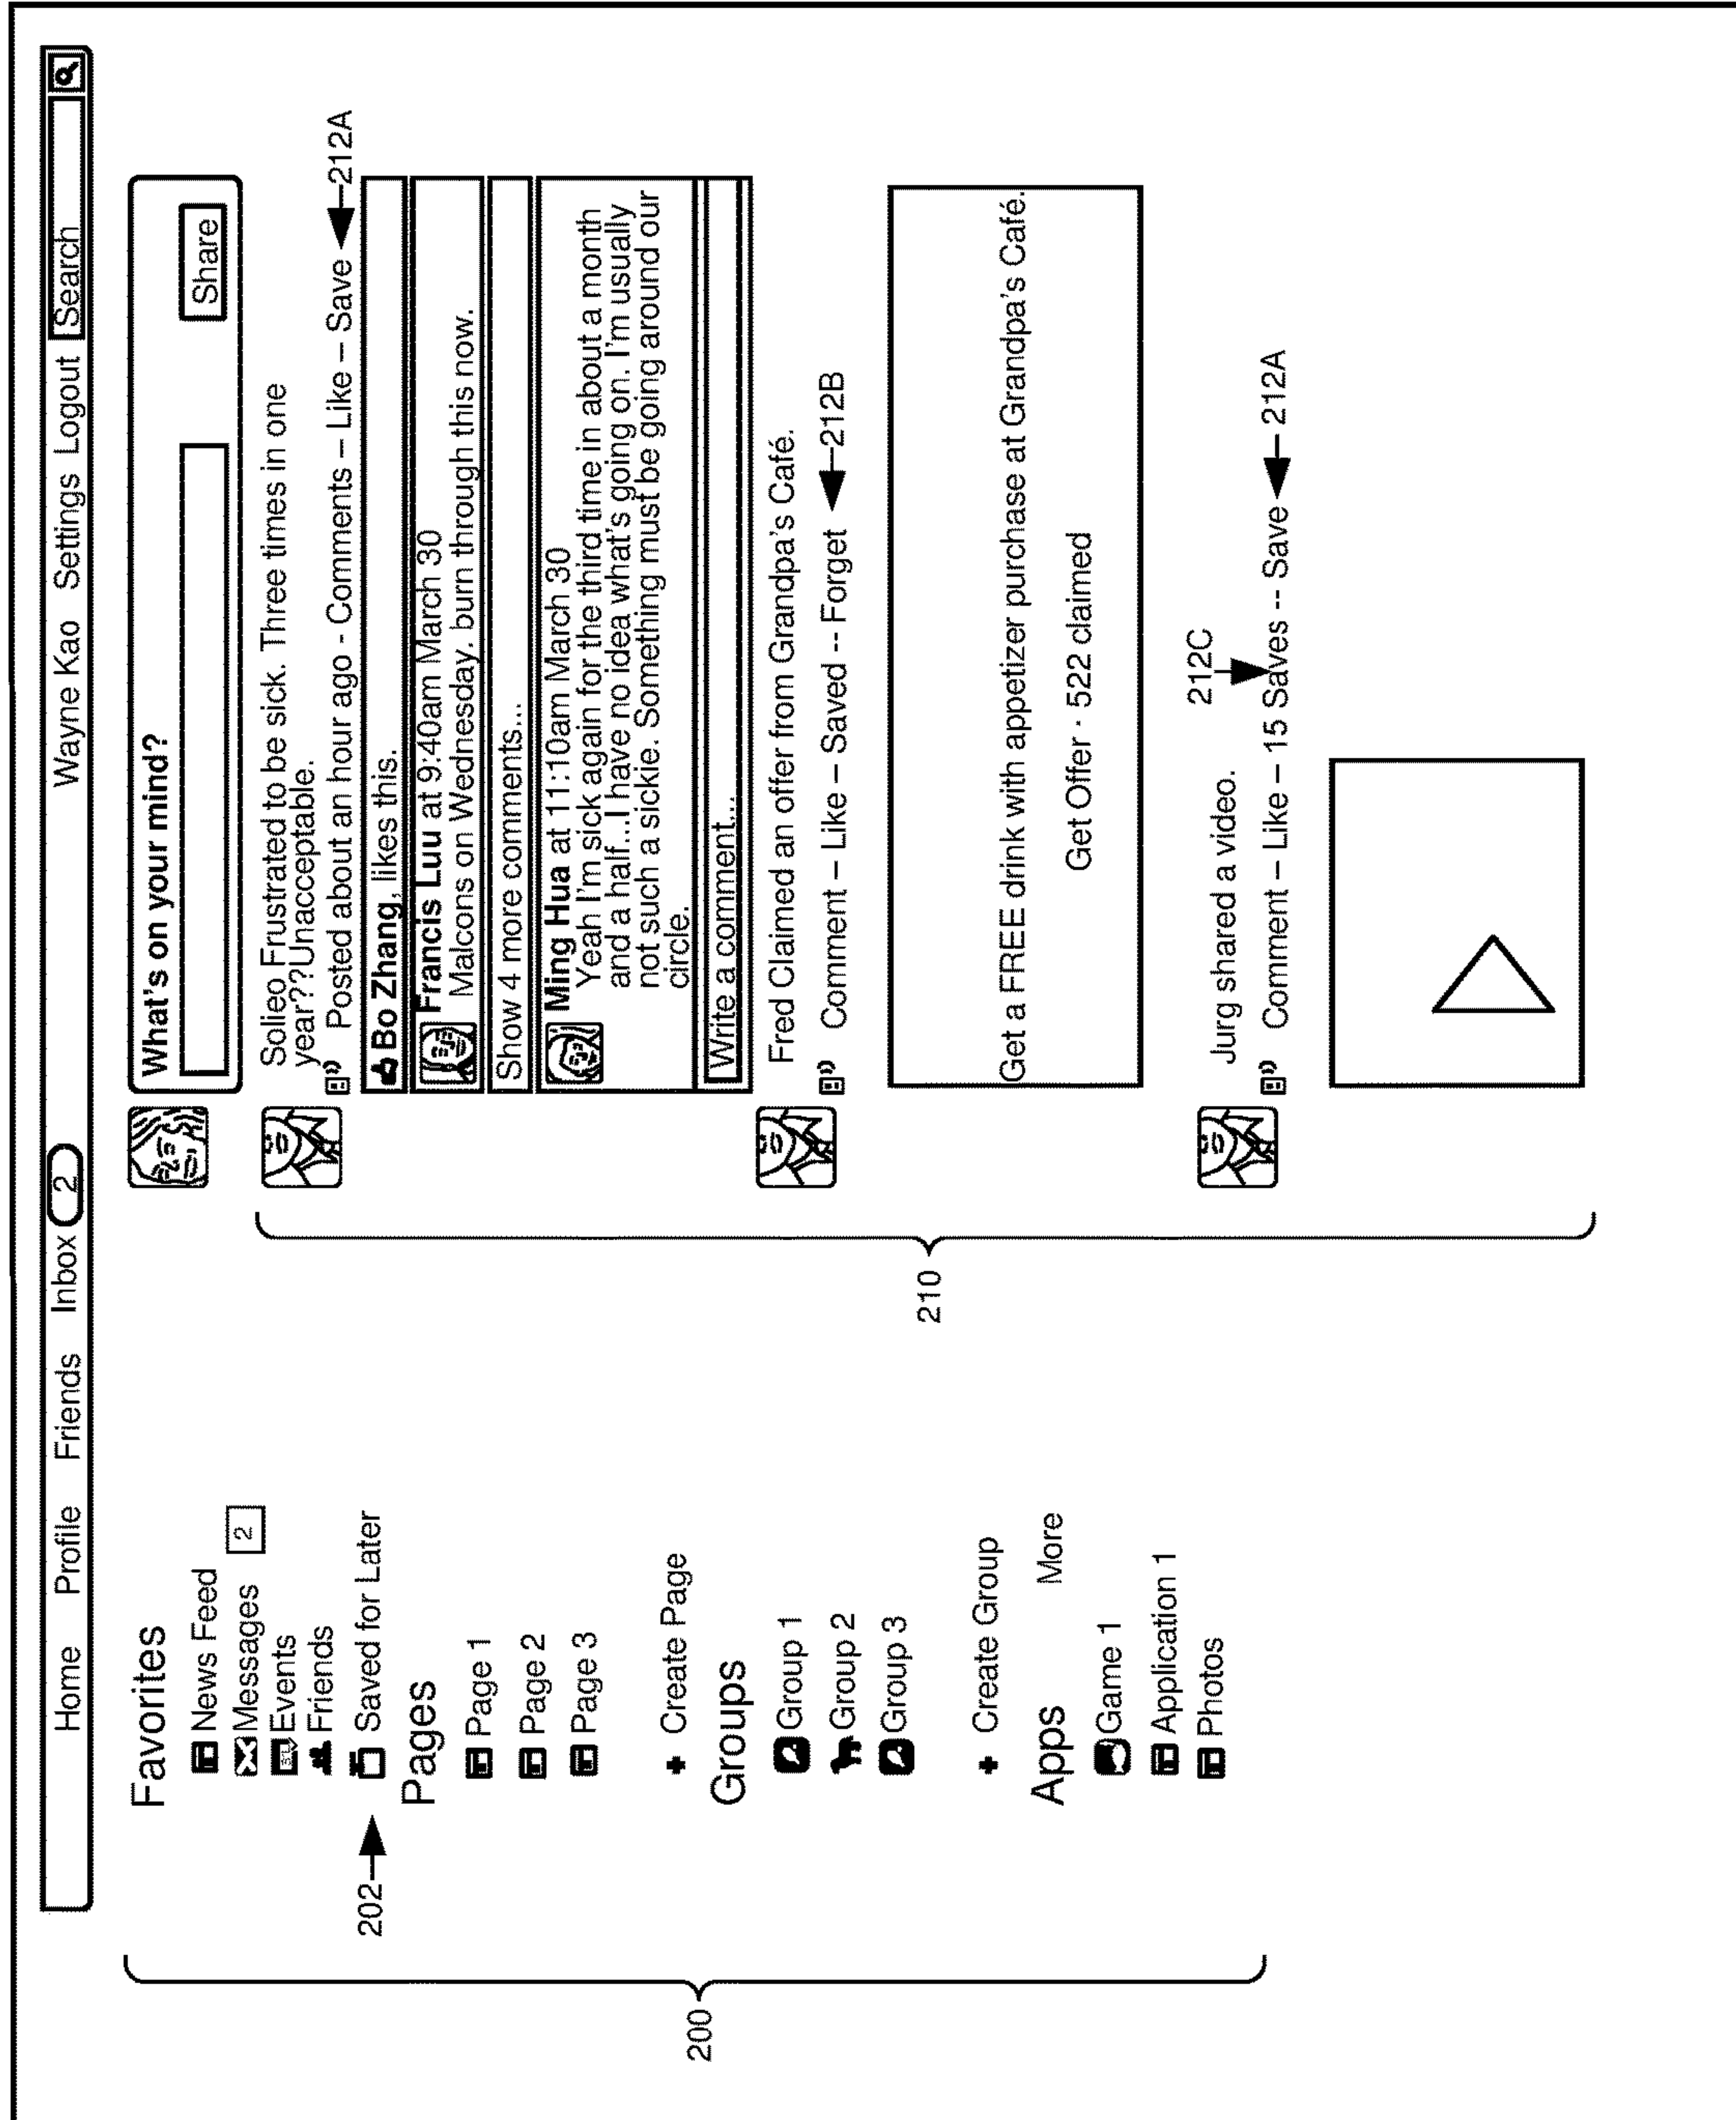 Home Profile Friends Inbox 2 Wayne Kao Settings Logout Search
Favorites
News Feed
Messages 2
Events
Friends
202
Saved for Later
Pages
Page 1
Page 2
Page 3
+ Create Page
Groups
Group 1
Group 2
Group 3
+ Create Group
Apps More
Game 1
Application 1
Photos
200
What's on your mind?
Share
Solieo Frustrated to be sick. Three times in one
year??Unacceptable.
Posted about an hour ago - Comments – Like – Save
212A
Bo Zhang, likes this.
Francis Luu at 9:40am March 30
Malcons on Wednesday. burn through this now.
Show 4 more comments...
Ming Hua at 11:10am March 30
Yeah I'm sick again for the third time in about a month
and a half...I have no idea what's going on. I'm usually
not such a sickie. Something must be going around our
circle.
Write a comment...
Fred Claimed an offer from Grandpa's Café.
Comment – Like – Saved -- Forget
212B
Get a FREE drink with appetizer purchase at Grandpa's Café.
Get Offer · 522 claimed
210
212C
Jurg shared a video.
Comment – Like – 15 Saves -- Save
212A